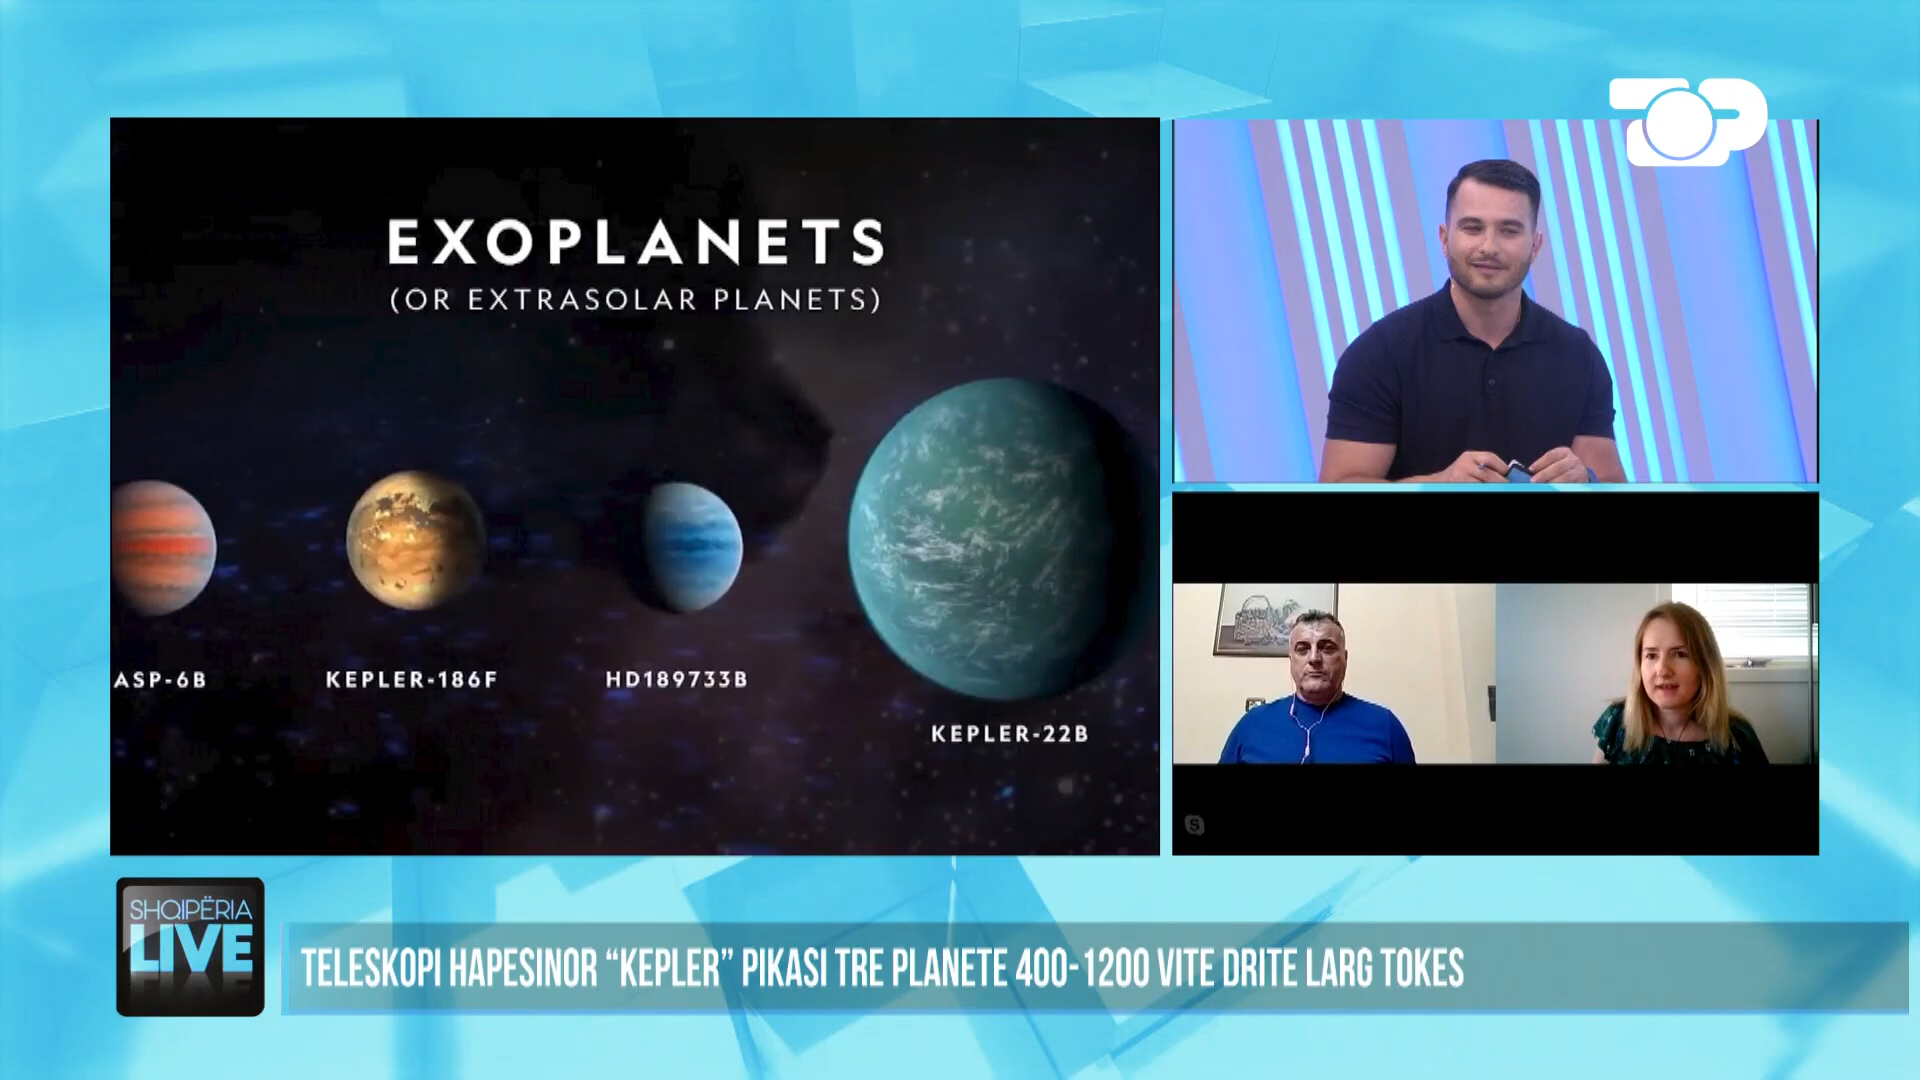 EXOPLANETS
(OR EXTRASOLAR PLANETS)
ASP-6B
KEPLER-186F
HD189733B
KEPLER-22B
SHQIPËRIA
LIVE
TELESKOPI HAPESINOR “KEPLER” PIKASI TRE PLANETE 400-1200 VITE DRITE LARG TOKES